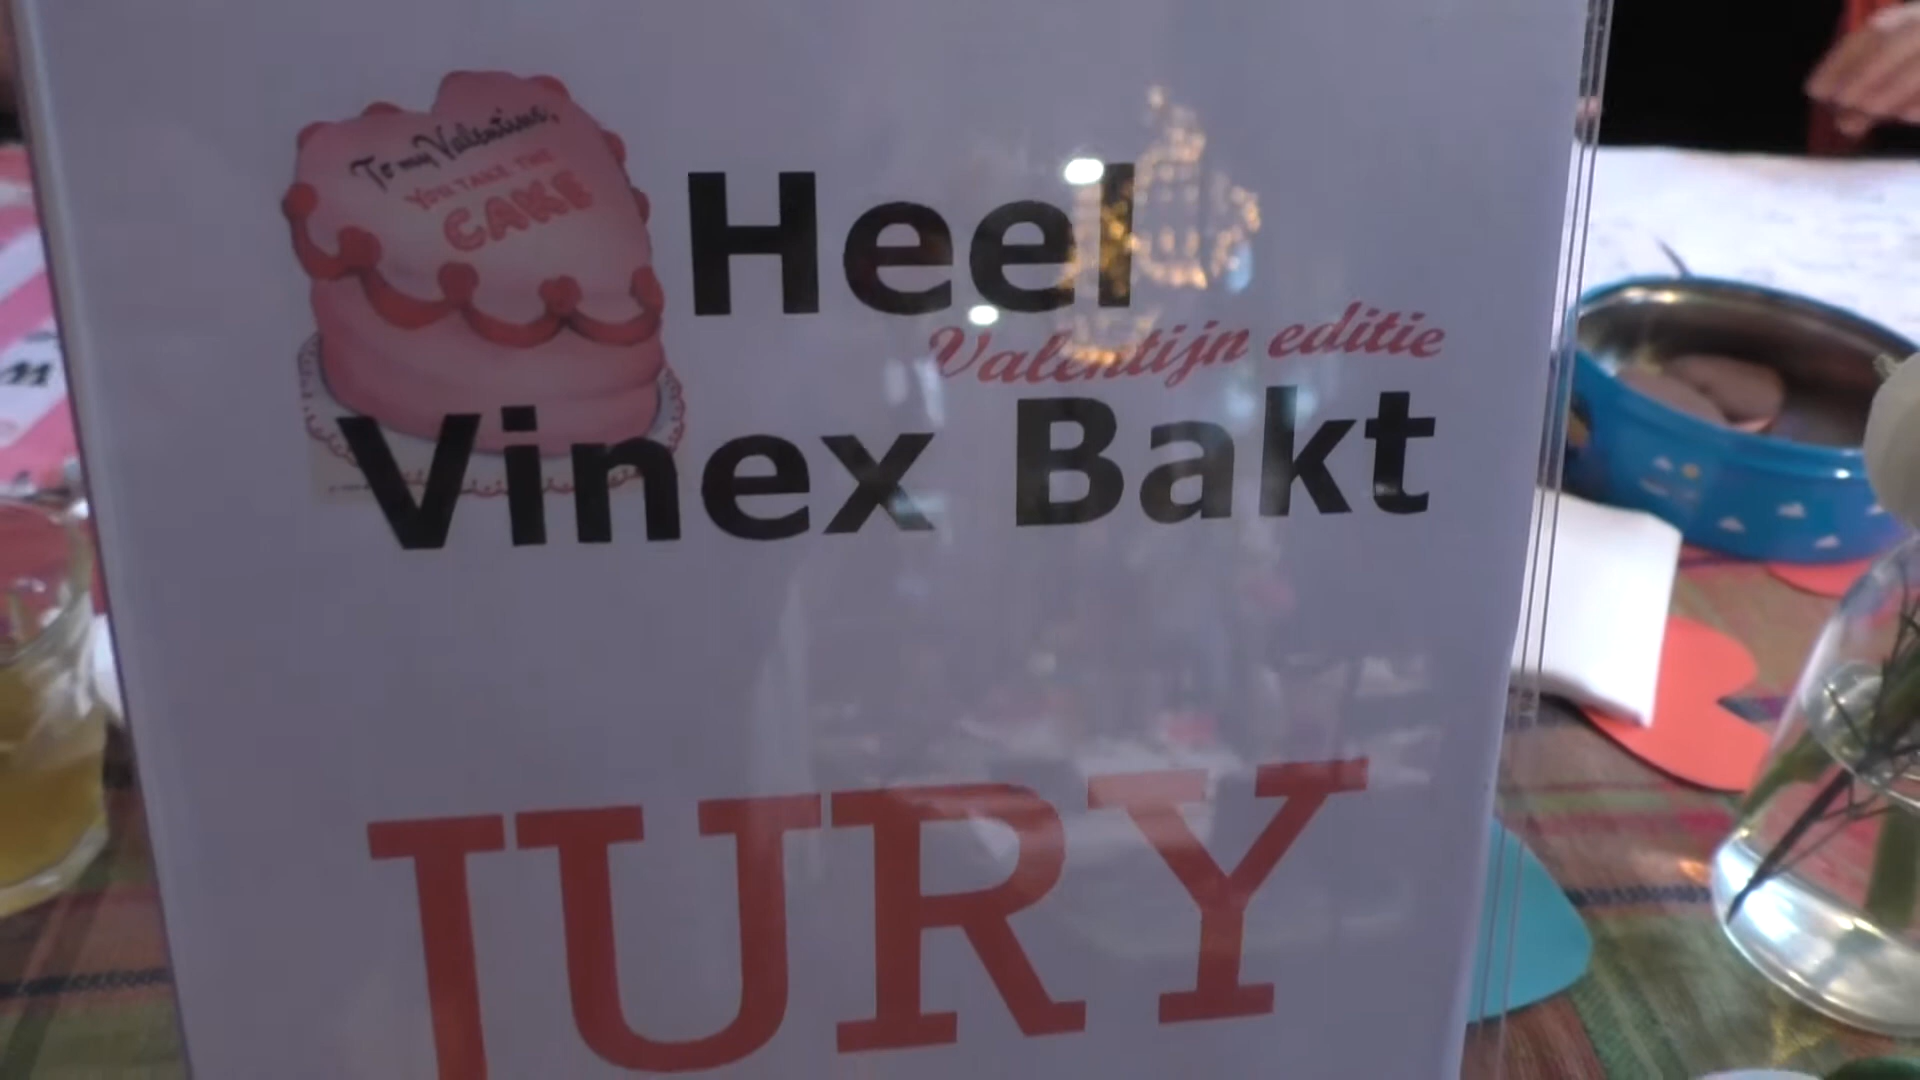 To my Valentine,
YOU TAKE THE
CAKE
Heel
Valentijn editie
Vinex Bakt
JURY